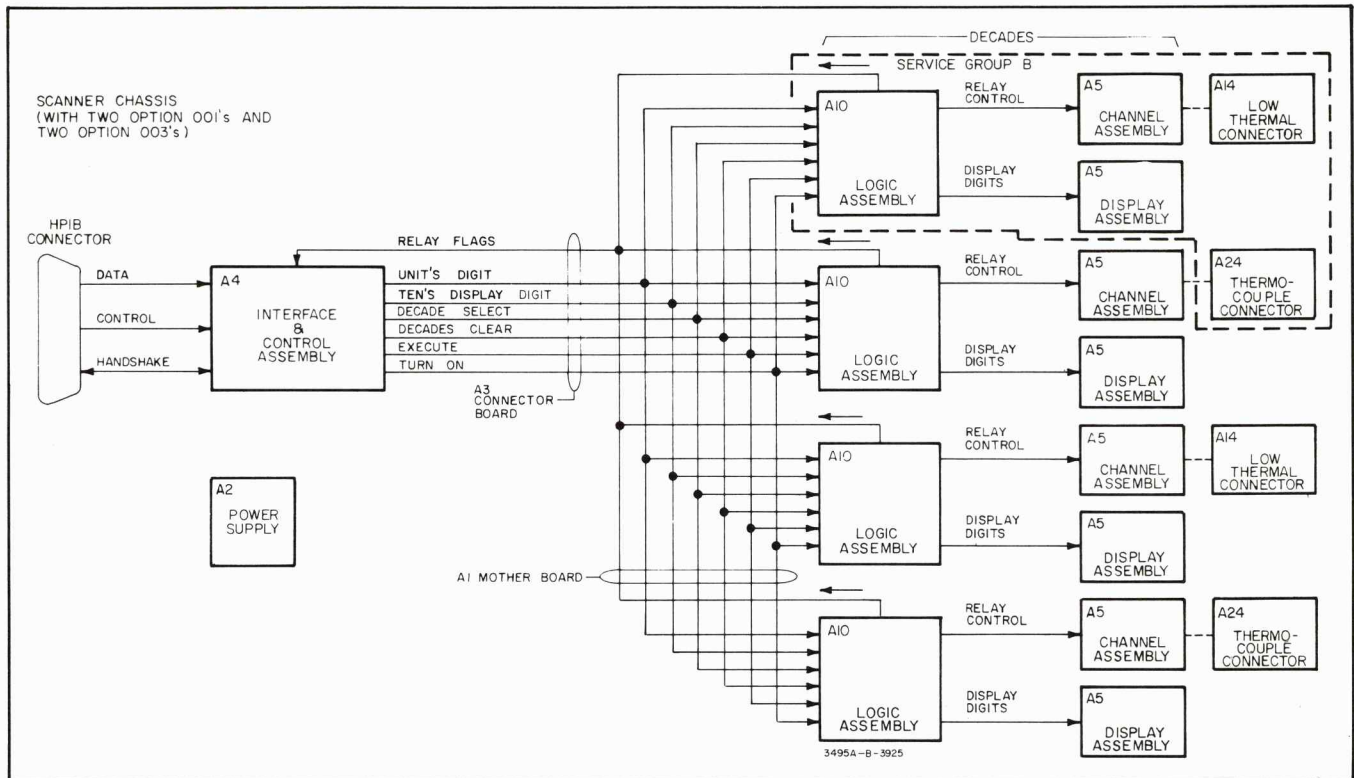 DECADES
SERVICE GROUP B
SCANNER CHASSIS
(WITH TWO OPTION 001's AND
TWO OPTION 003's)
A10
LOGIC
ASSEMBLY
RELAY
CONTROL
A5
CHANNEL
ASSEMBLY
A14
LOW
THERMAL
CONNECTOR
DISPLAY
DIGITS
A5
DISPLAY
ASSEMBLY
HPIB
CONNECTOR
DATA
CONTROL
HANDSHAKE
A4
INTERFACE
&
CONTROL
ASSEMBLY
RELAY FLAGS
UNIT'S DIGIT
TEN'S DISPLAY DIGIT
DECADE SELECT
DECADES CLEAR
EXECUTE
TURN ON
A3
CONNECTOR
BOARD
A10
LOGIC
ASSEMBLY
RELAY
CONTROL
A5
CHANNEL
ASSEMBLY
A24
THERMO-
COUPLE
CONNECTOR
DISPLAY
DIGITS
A5
DISPLAY
ASSEMBLY
A10
LOGIC
ASSEMBLY
RELAY
CONTROL
A5
CHANNEL
ASSEMBLY
A14
LOW
THERMAL
CONNECTOR
DISPLAY
DIGITS
A5
DISPLAY
ASSEMBLY
A2
POWER
SUPPLY
A1 MOTHER BOARD
A10
LOGIC
ASSEMBLY
RELAY
CONTROL
A5
CHANNEL
ASSEMBLY
A24
THERMO-
COUPLE
CONNECTOR
DISPLAY
DIGITS
A5
DISPLAY
ASSEMBLY
3495A-B-3925